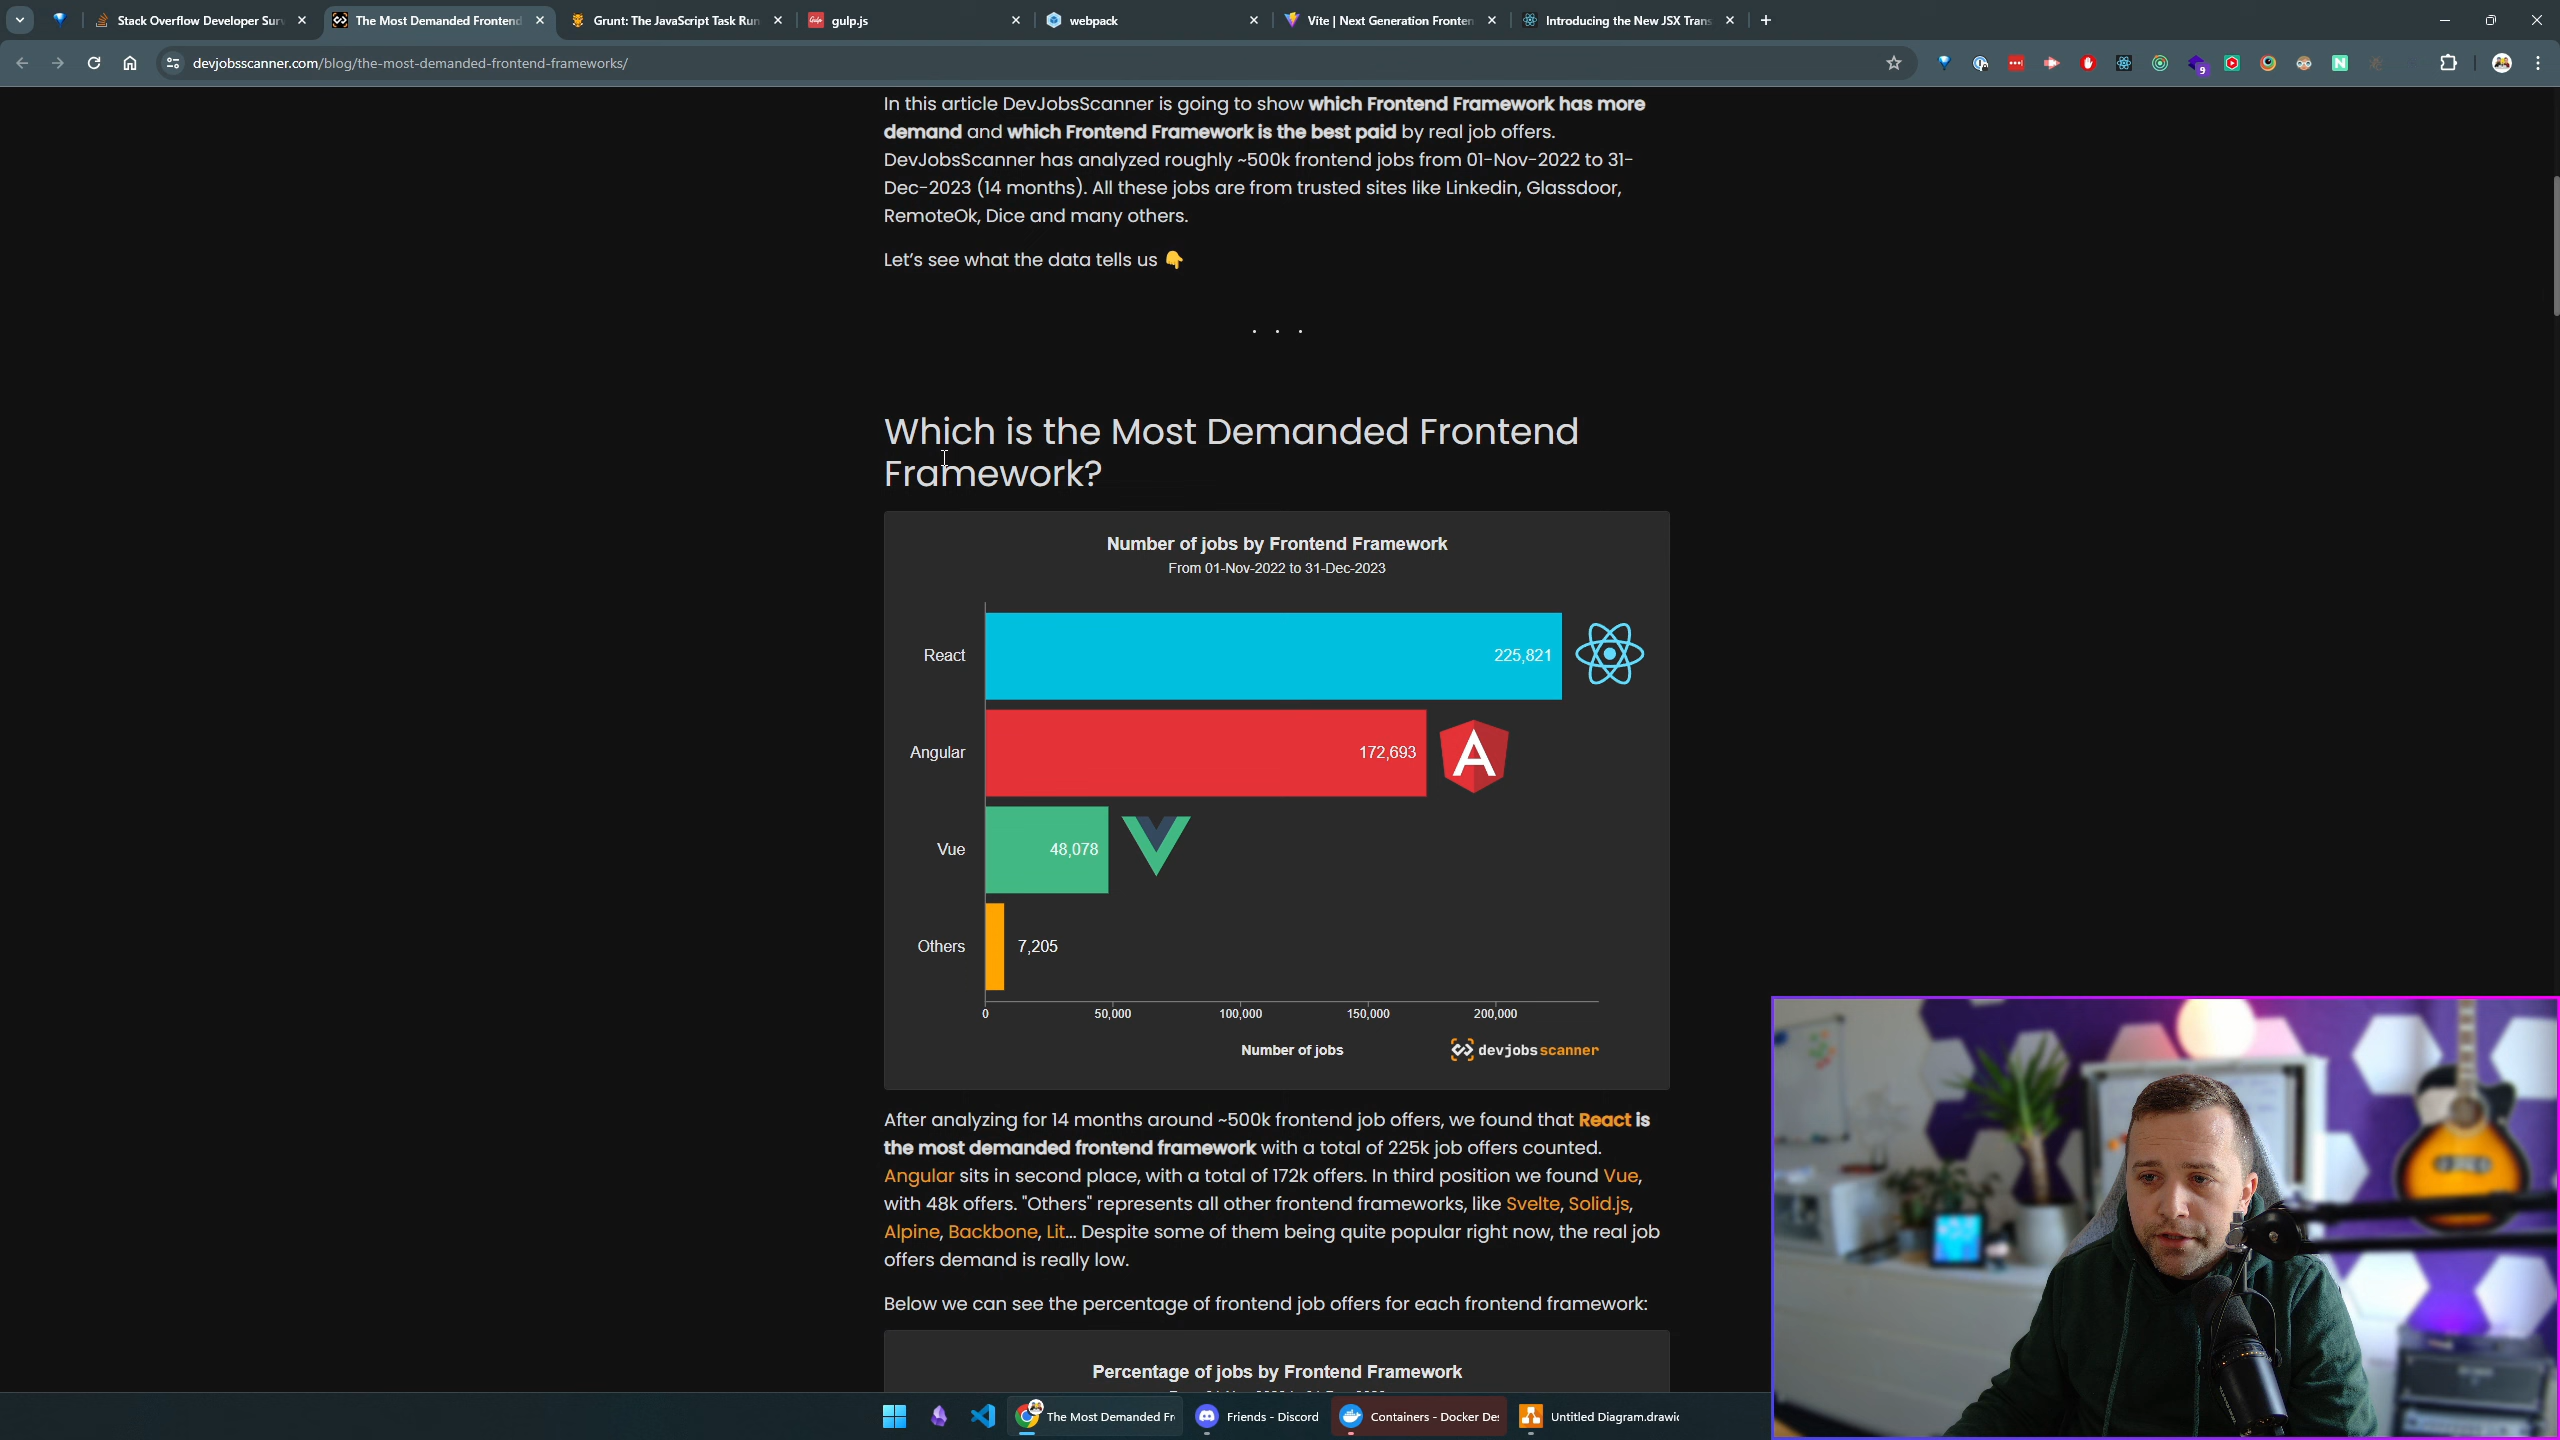 Stack Overflow Developer Surv
The Most Demanded Frontend
Grunt: The JavaScript Task Run
gulp.js
webpack
Vite | Next Generation Fronten
Introducing the New JSX Trans
devjobsscanner.com/blog/the-most-demanded-frontend-frameworks/
9
In this article DevJobsScanner is going to show which Frontend Framework has more
demand and which Frontend Framework is the best paid by real job offers.
DevJobsScanner has analyzed roughly ~500k frontend jobs from 01-Nov-2022 to 31-
Dec-2023 (14 months). All these jobs are from trusted sites like Linkedin, Glassdoor,
RemoteOk, Dice and many others.
Let's see what the data tells us 👇
. . .
Which is the Most Demanded Frontend
Framework?
Number of jobs by Frontend Framework
From 01-Nov-2022 to 31-Dec-2023
React
225,821
Angular
172,693
Vue
48,078
Others
7,205
0
50,000
100,000
150,000
200,000
Number of jobs
devjobsscanner
After analyzing for 14 months around ~500k frontend job offers, we found that React is
the most demanded frontend framework with a total of 225k job offers counted.
Angular sits in second place, with a total of 172k offers. In third position we found Vue,
with 48k offers. "Others" represents all other frontend frameworks, like Svelte, Solid.js,
Alpine, Backbone, Lit... Despite some of them being quite popular right now, the real job
offers demand is really low.
Below we can see the percentage of frontend job offers for each frontend framework:
Percentage of jobs by Frontend Framework
The Most Demanded Fr
Friends - Discord
Containers - Docker Des
Untitled Diagram.drawio